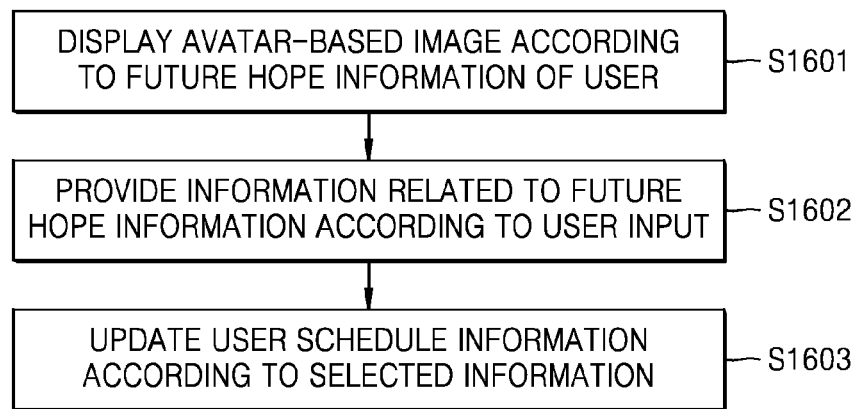 DISPLAY AVATAR-BASED IMAGE ACCORDING
TO FUTURE HOPE INFORMATION OF USER
S1601
PROVIDE INFORMATION RELATED TO FUTURE
HOPE INFORMATION ACCORDING TO USER INPUT
S1602
UPDATE USER SCHEDULE INFORMATION
ACCORDING TO SELECTED INFORMATION
S1603